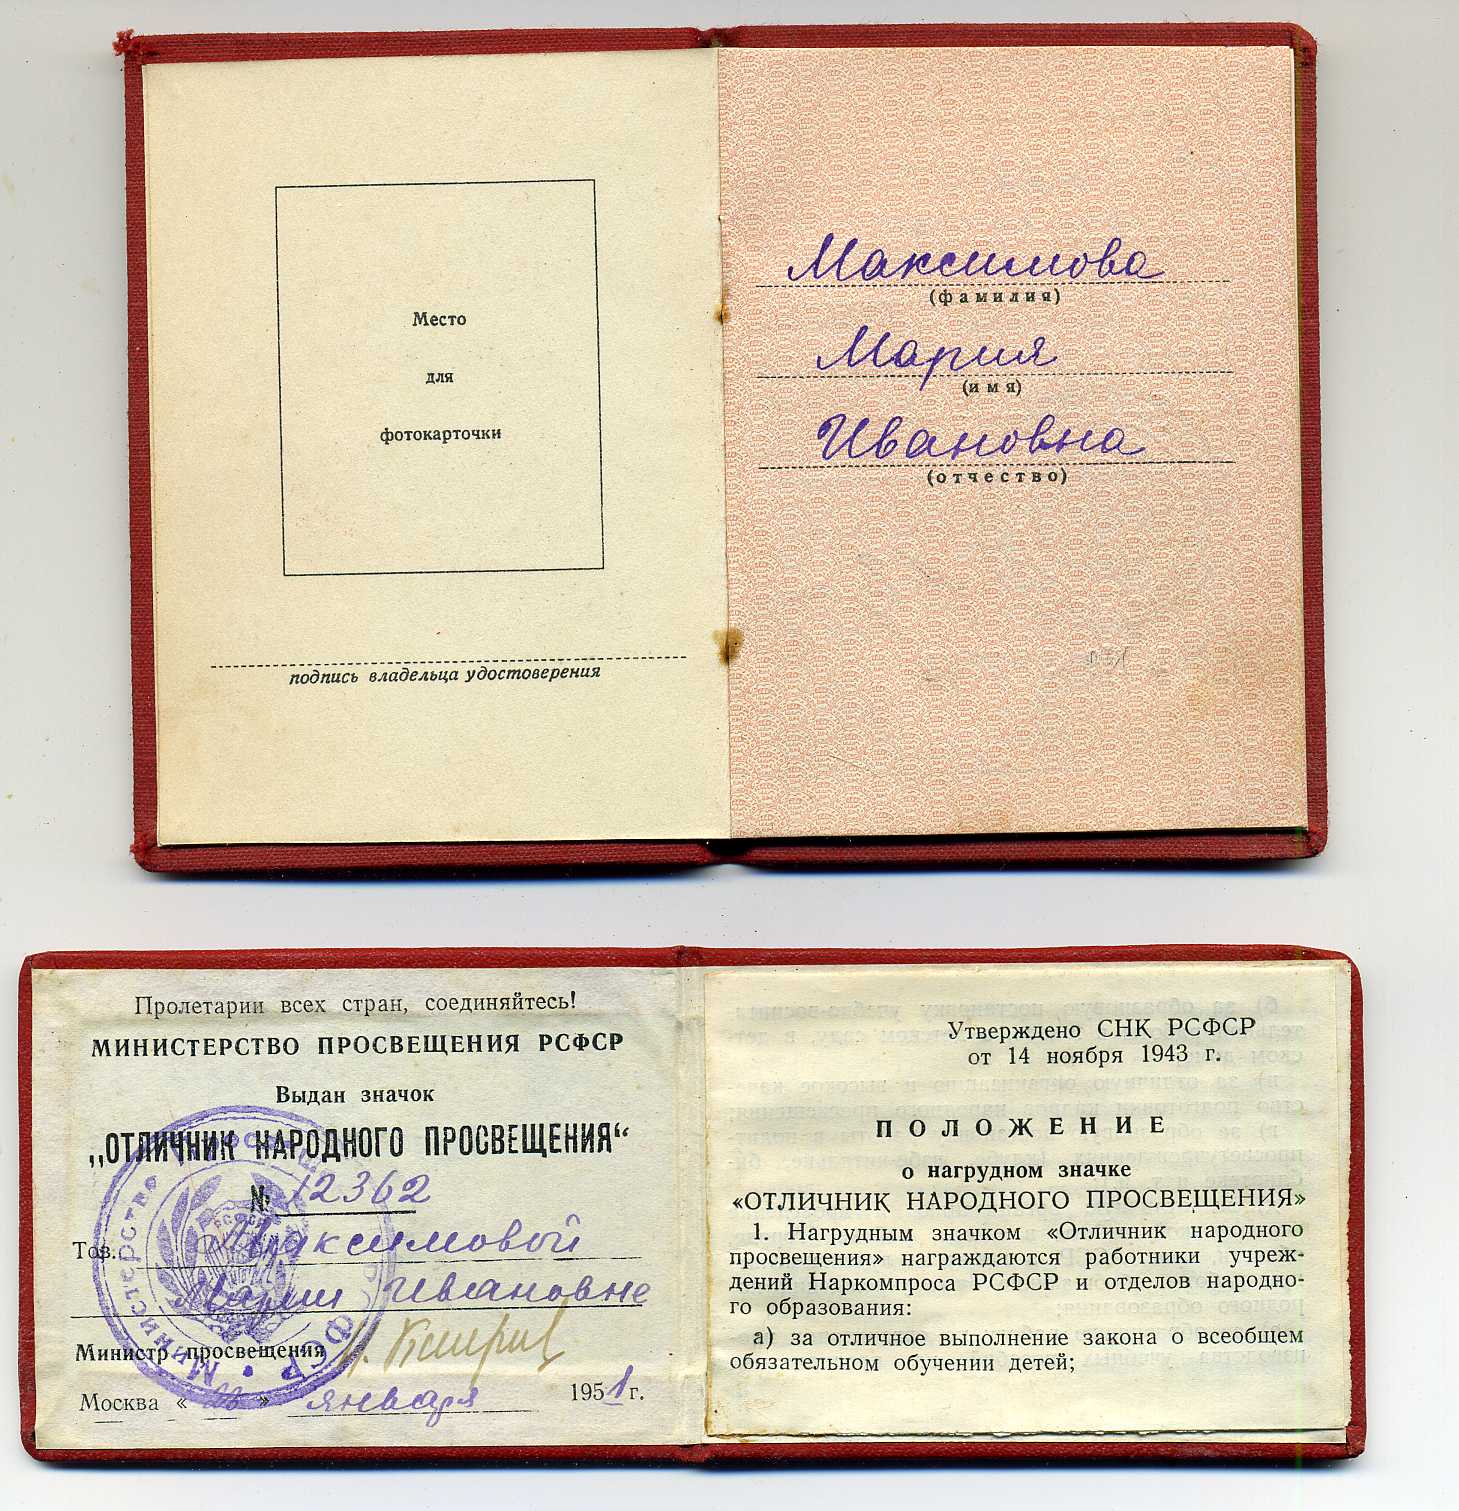 Место
для
фотокарточки
подпись владельца удостоверения
Максимова
(фамилия)
Мария
(имя)
Ивановна
(отчество)
Пролетарии всех стран, соединяйтесь!
МИНИСТЕРСТВО ПРОСВЕЩЕНИЯ РСФСР
Выдан значок
„ОТЛИЧНИК НАРОДНОГО ПРОСВЕЩЕНИЯ“
№ 12362
Тов. Максимовой
Марии Ивановне
Министр просвещения
Москва « » января 1951 г.
Утверждено СНК РСФСР
от 14 ноября 1943 г.
ПОЛОЖЕНИЕ
о нагрудном значке
«ОТЛИЧНИК НАРОДНОГО ПРОСВЕЩЕНИЯ»
1. Нагрудным значком «Отличник народного
просвещения» награждаются работники учреж-
дений Наркомпроса РСФСР и отделов народно-
го образования:
а) за отличное выполнение закона о всеобщем
обязательном обучении детей;